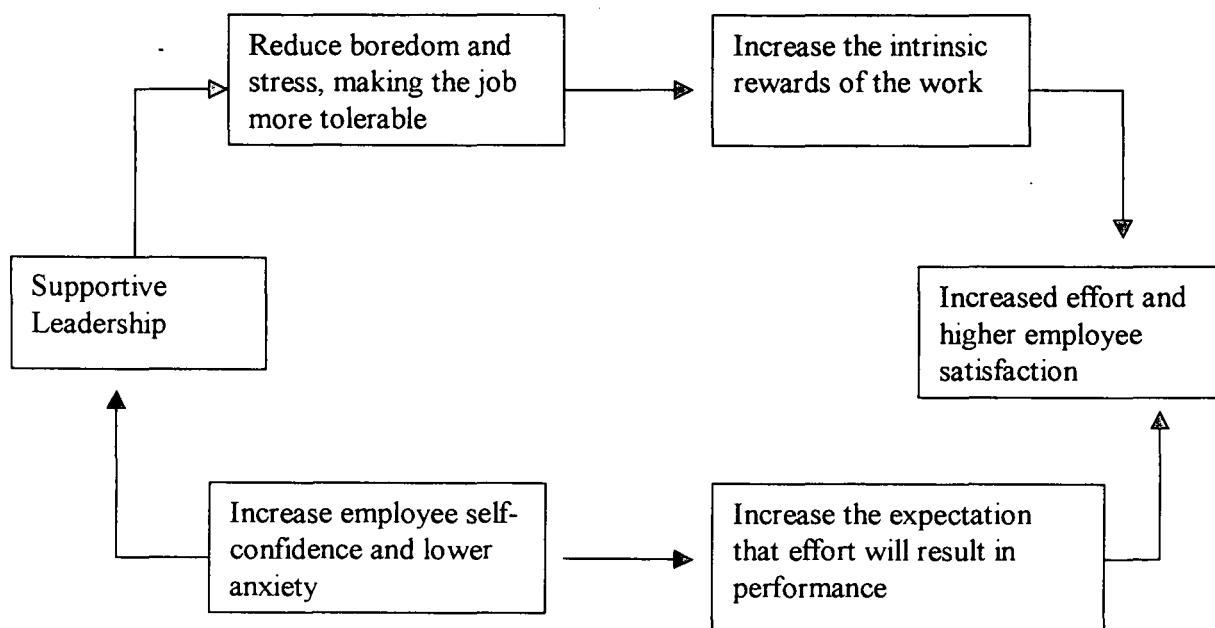 Reduce boredom and
stress, making the job
more tolerable
Increase the intrinsic
rewards of the work
Supportive
Leadership
Increased effort and
higher employee
satisfaction
Increase employee self-
confidence and lower
anxiety
Increase the expectation
that effort will result in
performance